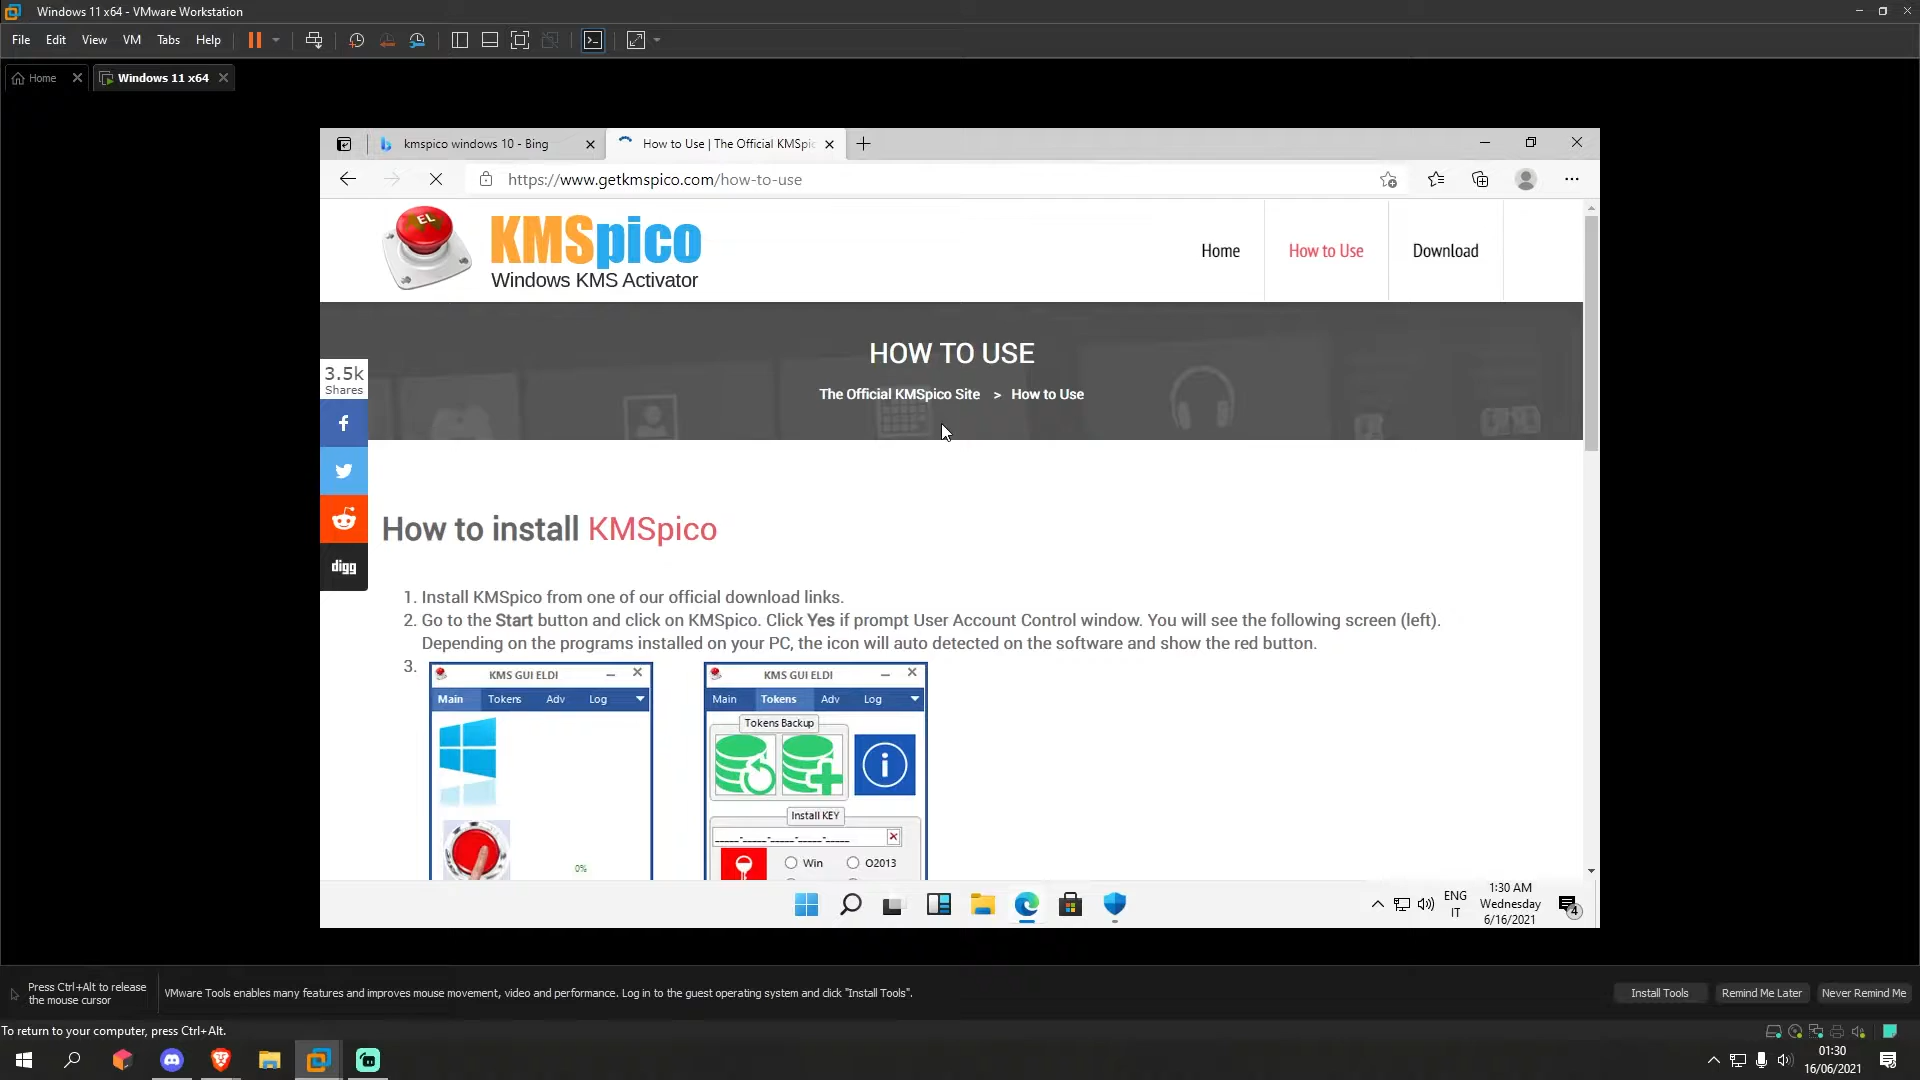 Windows 11 x64 - VMware Workstation
File Edit View VM Tabs Help
Home Windows 11 x64
kmspico windows 10 - Bing How to Use | The Official KMSpic
https://www.getkmspico.com/how-to-use
EL
KMSpico
Windows KMS Activator
Home How to Use Download
HOW TO USE
The Official KMSpico Site > How to Use
3.5k
Shares
digg
How to install KMSpico
1. Install KMSpico from one of our official download links.
2. Go to the Start button and click on KMSpico. Click Yes if prompt User Account Control window. You will see the following screen (left).
Depending on the programs installed on your PC, the icon will auto detected on the software and show the red button.
3.
KMS GUI ELDI
Main Tokens Adv Log
0%
KMS GUI ELDI
Main Tokens Adv Log
Tokens Backup
Install KEY
_____-_____-_____-_____-_____
Win O2013
ENG
IT
1:30 AM
Wednesday
6/16/2021
4
Press Ctrl+Alt to release
the mouse cursor
VMware Tools enables many features and improves mouse movement, video and performance. Log in to the guest operating system and click "Install Tools".
Install Tools Remind Me Later Never Remind Me
To return to your computer, press Ctrl+Alt.
01:30
16/06/2021